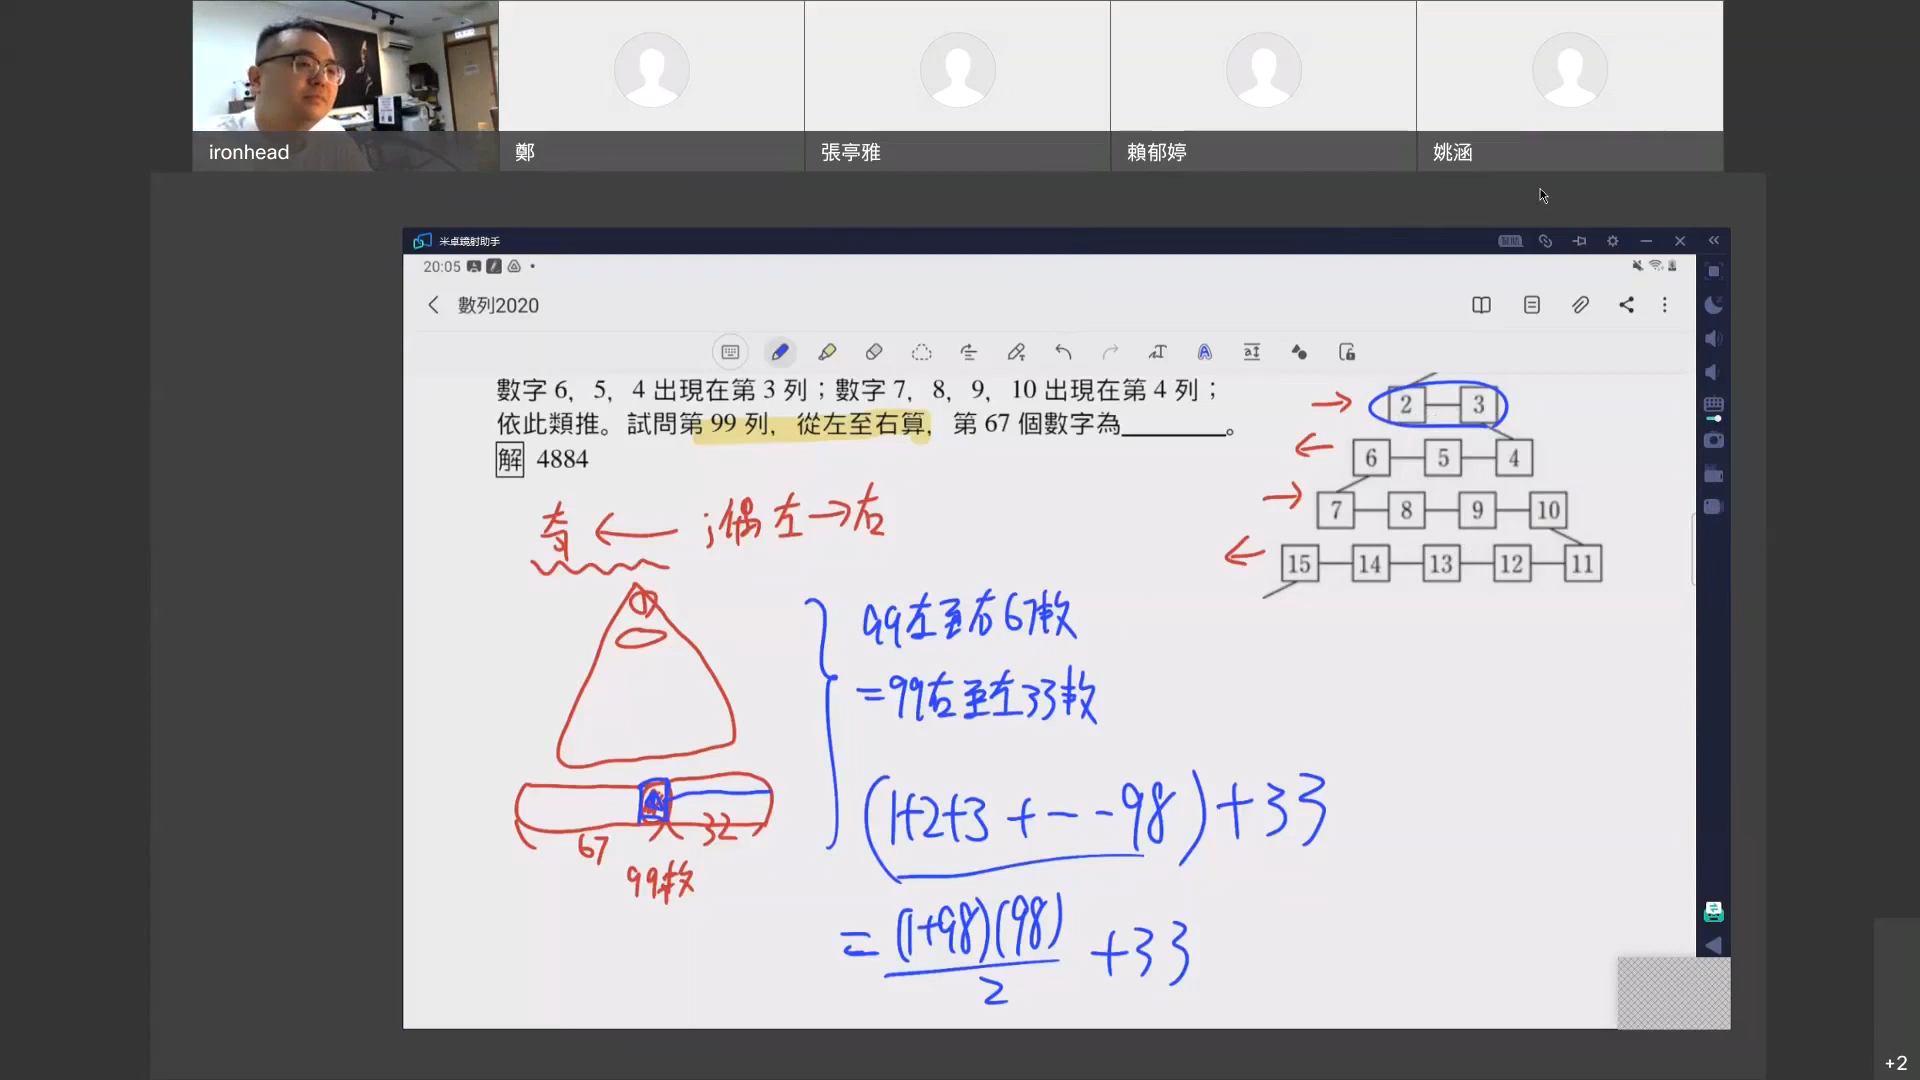 ironhead
鄭
張亭雅
賴郁婷
姚涵
米卓鏡射助手
20:05
數列2020
數字 6，5，4 出現在第 3 列；數字 7，8，9，10 出現在第 4 列；
依此類推。試問第 99 列，從左至右算，第 67 個數字為________。
解 4884
2 3
6 5 4
7 8 9 10
15 14 13 12 11
奇 ← ；偶 左→右
99左至右67數
=99右至左33數
(1+2+3+---98)+33
67
32
99數
=(1+98)(98)
2
+33
+2